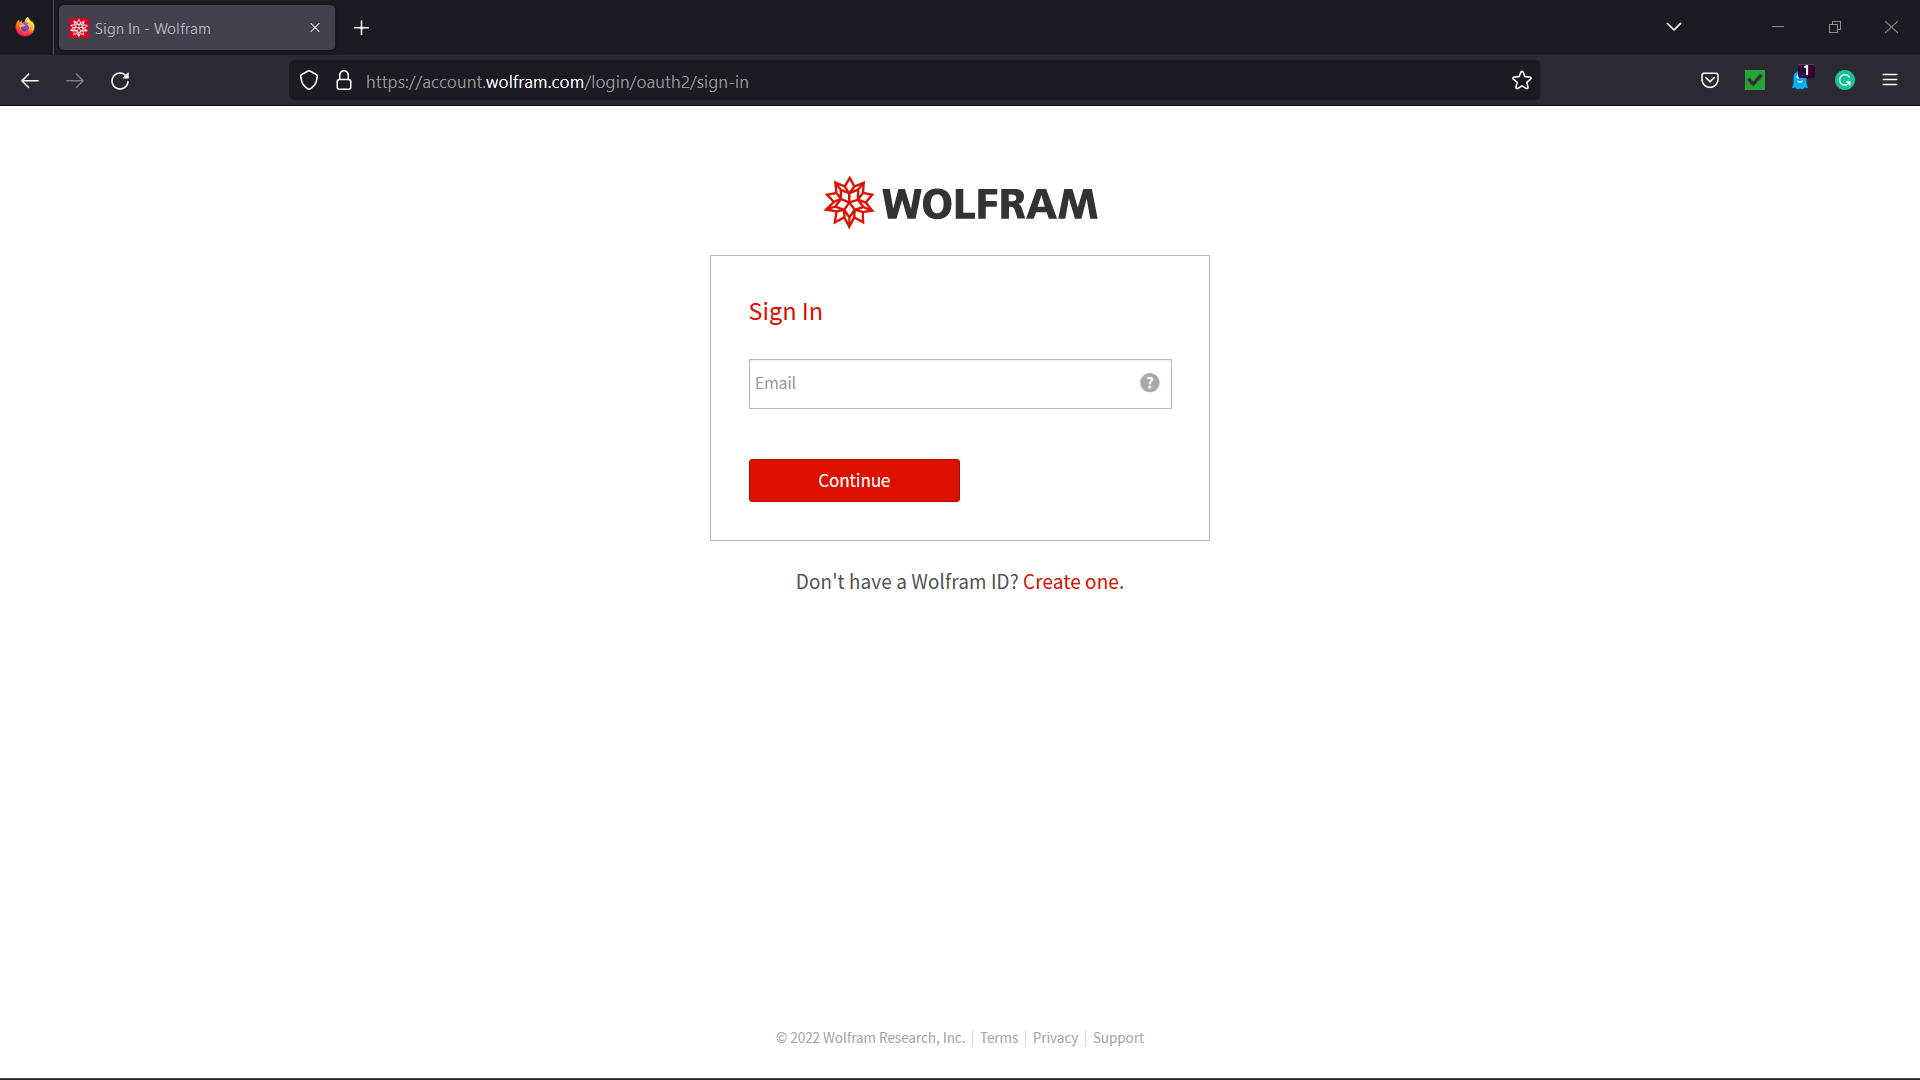 Sign In - Wolfram
1
https://account.wolfram.com/login/oauth2/sign-in
WOLFRAM
Sign In
Email
?
Continue
Don't have a Wolfram ID? Create one.
© 2022 Wolfram Research, Inc. | Terms | Privacy | Support